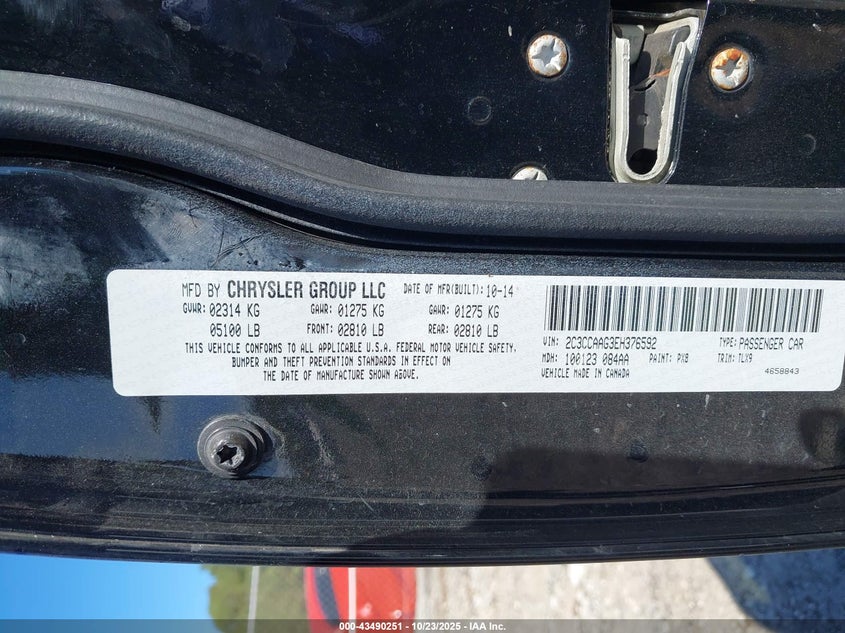 MFD BY CHRYSLER GROUP LLC DATE OF MFR(BUILT): 10-14
GVWR: 02314 KG GAWR: 01275 KG GAWR: 01275 KG
05100 LB FRONT: 02810 LB REAR: 02810 LB
THIS VEHICLE CONFORMS TO ALL APPLICABLE U.S.A. FEDERAL MOTOR VEHICLE SAFETY,
BUMPER AND THEFT PREVENTION STANDARDS IN EFFECT ON
THE DATE OF MANUFACTURE SHOWN ABOVE.
VIN: 2C3CCAAG3EH376592 TYPE: PASSENGER CAR
MDH: 100123 084AA PAINT: PX8 TRIM: TLX9
VEHICLE MADE IN CANADA 4658843
000-43490251 - 10/23/2025 - IAA Inc.